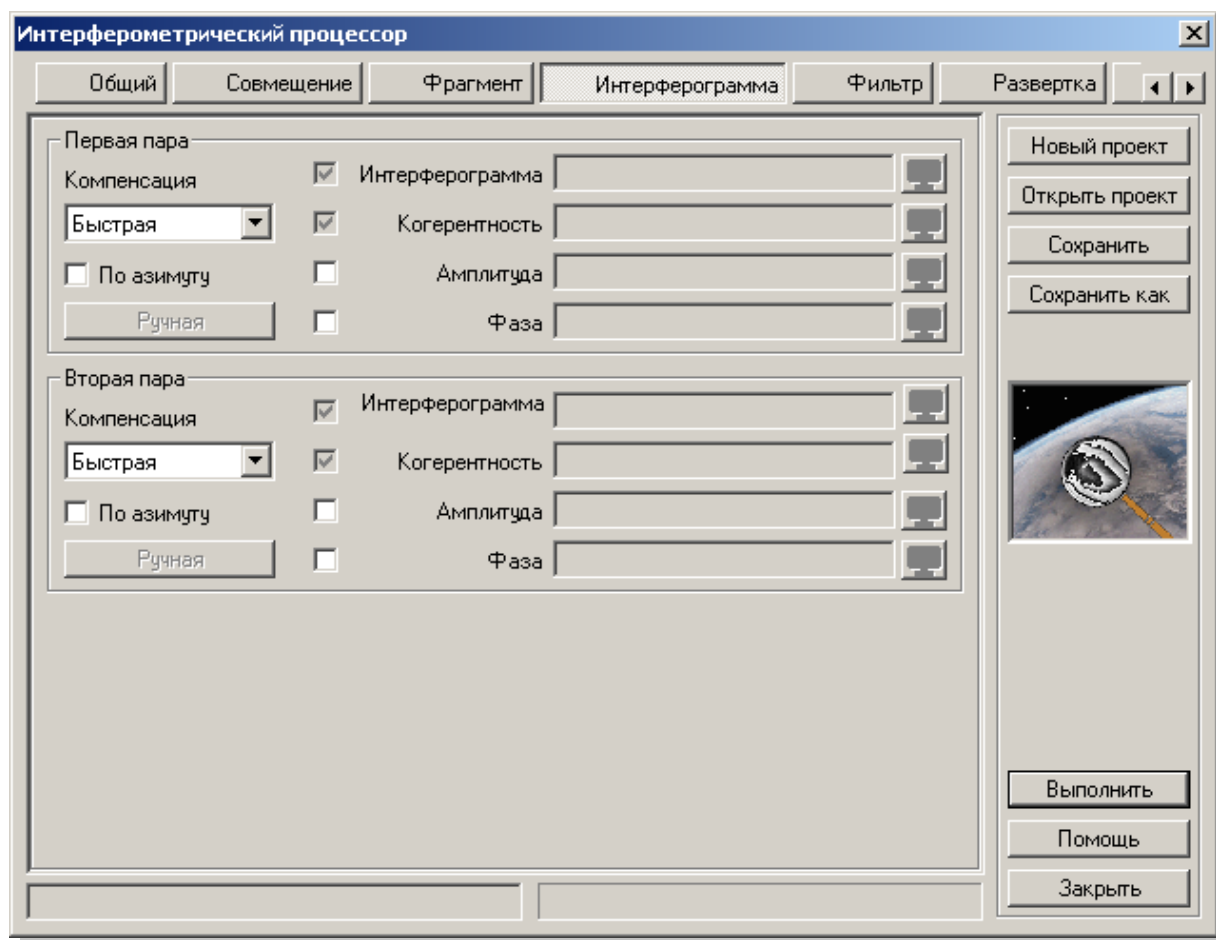 Интерферометрический процессор
Общий Совмещение Фрагмент Интерферограмма Фильтр Развертка
Первая пара
Компенсация
Интерферограмма
Быстрая
Когерентность
По азимуту
Амплитуда
Ручная
Фаза
Вторая пара
Компенсация
Интерферограмма
Быстрая
Когерентность
По азимуту
Амплитуда
Ручная
Фаза
Новый проект
Открыть проект
Сохранить
Сохранить как
Выполнить
Помощь
Закрыть